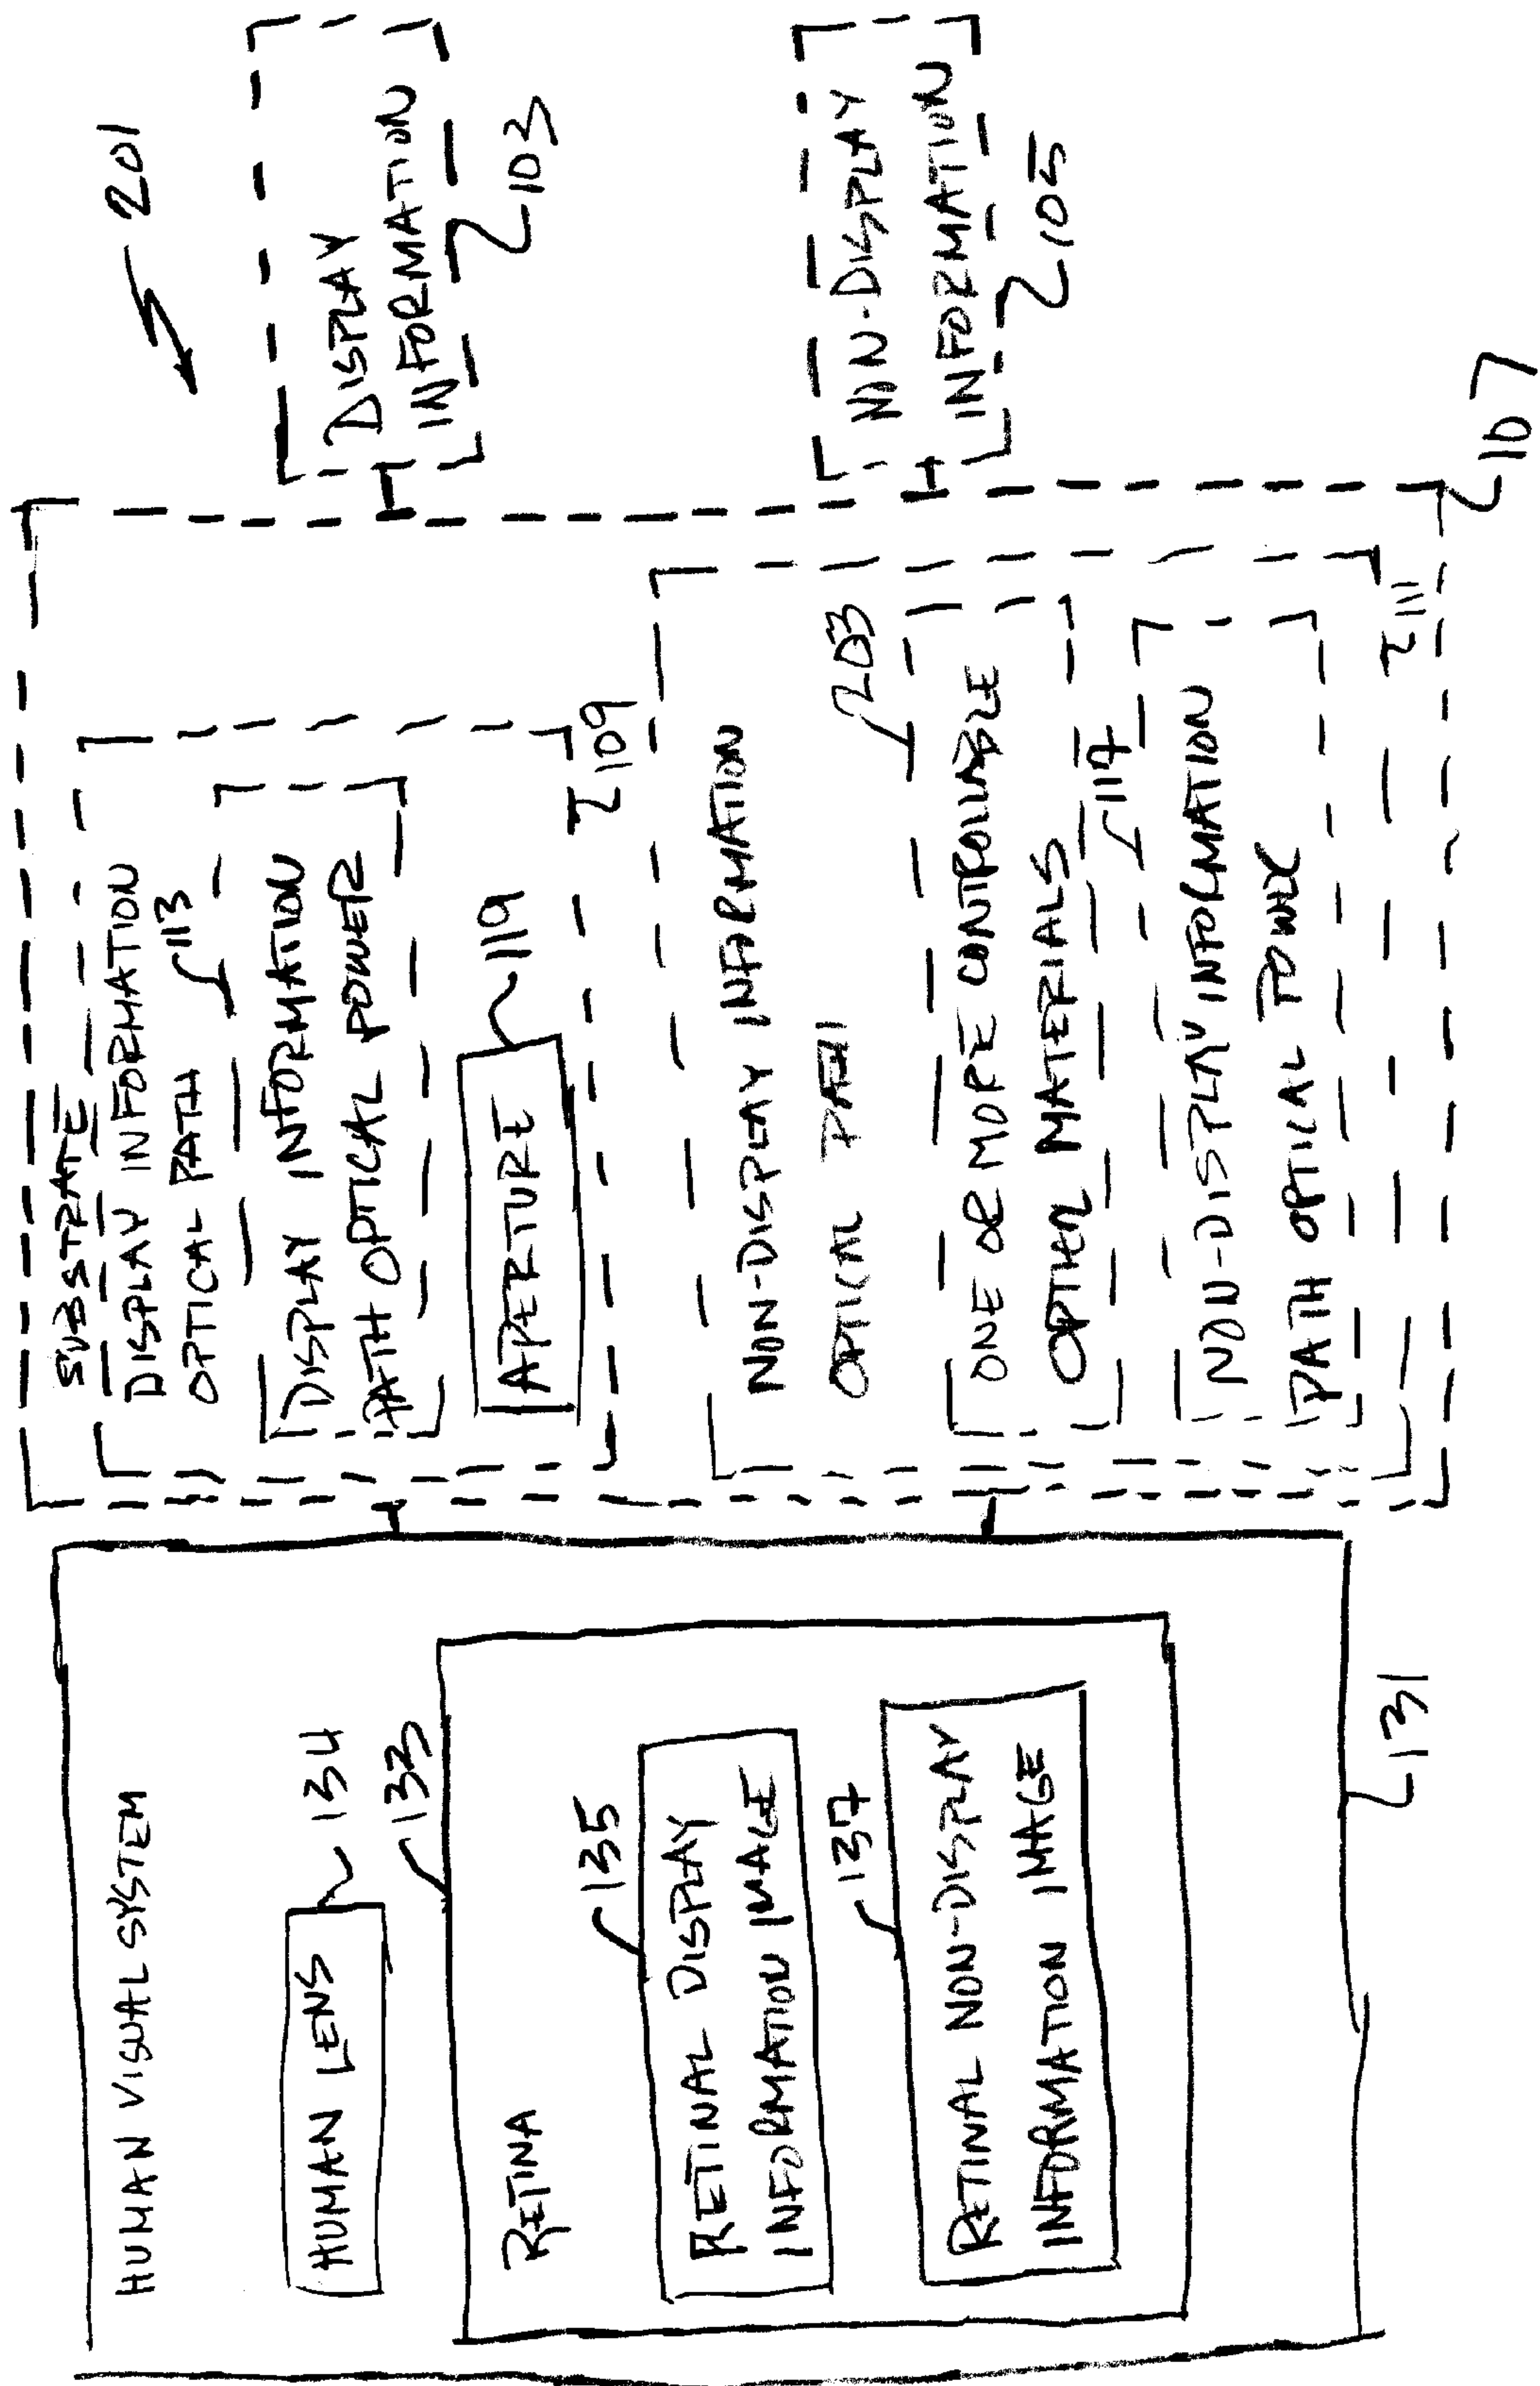 201
HUMAN VISUAL SYSTEM
HUMAN LENS
134
133
RETINA
135
RETINAL DISPLAY
INFORMATION IMAGE
137
RETINAL NON-DISPLAY
INFORMATION IMAGE
131
SUBSTRATE
DISPLAY INFORMATION
OPTICAL PATH
113
DISPLAY INFORMATION
PATH OPTICAL POWER
APERTURE
119
109
NON-DISPLAY INFORMATION
OPTICAL PATH
203
ONE OR MORE CONTROLLABLE
OPTHER MATERIALS
117
NON-DISPLAY INFORMATION
PATH OPTICAL
111
107
DISPLAY
INFORMATION
103
NON-DISPLAY
INFORMATION
105